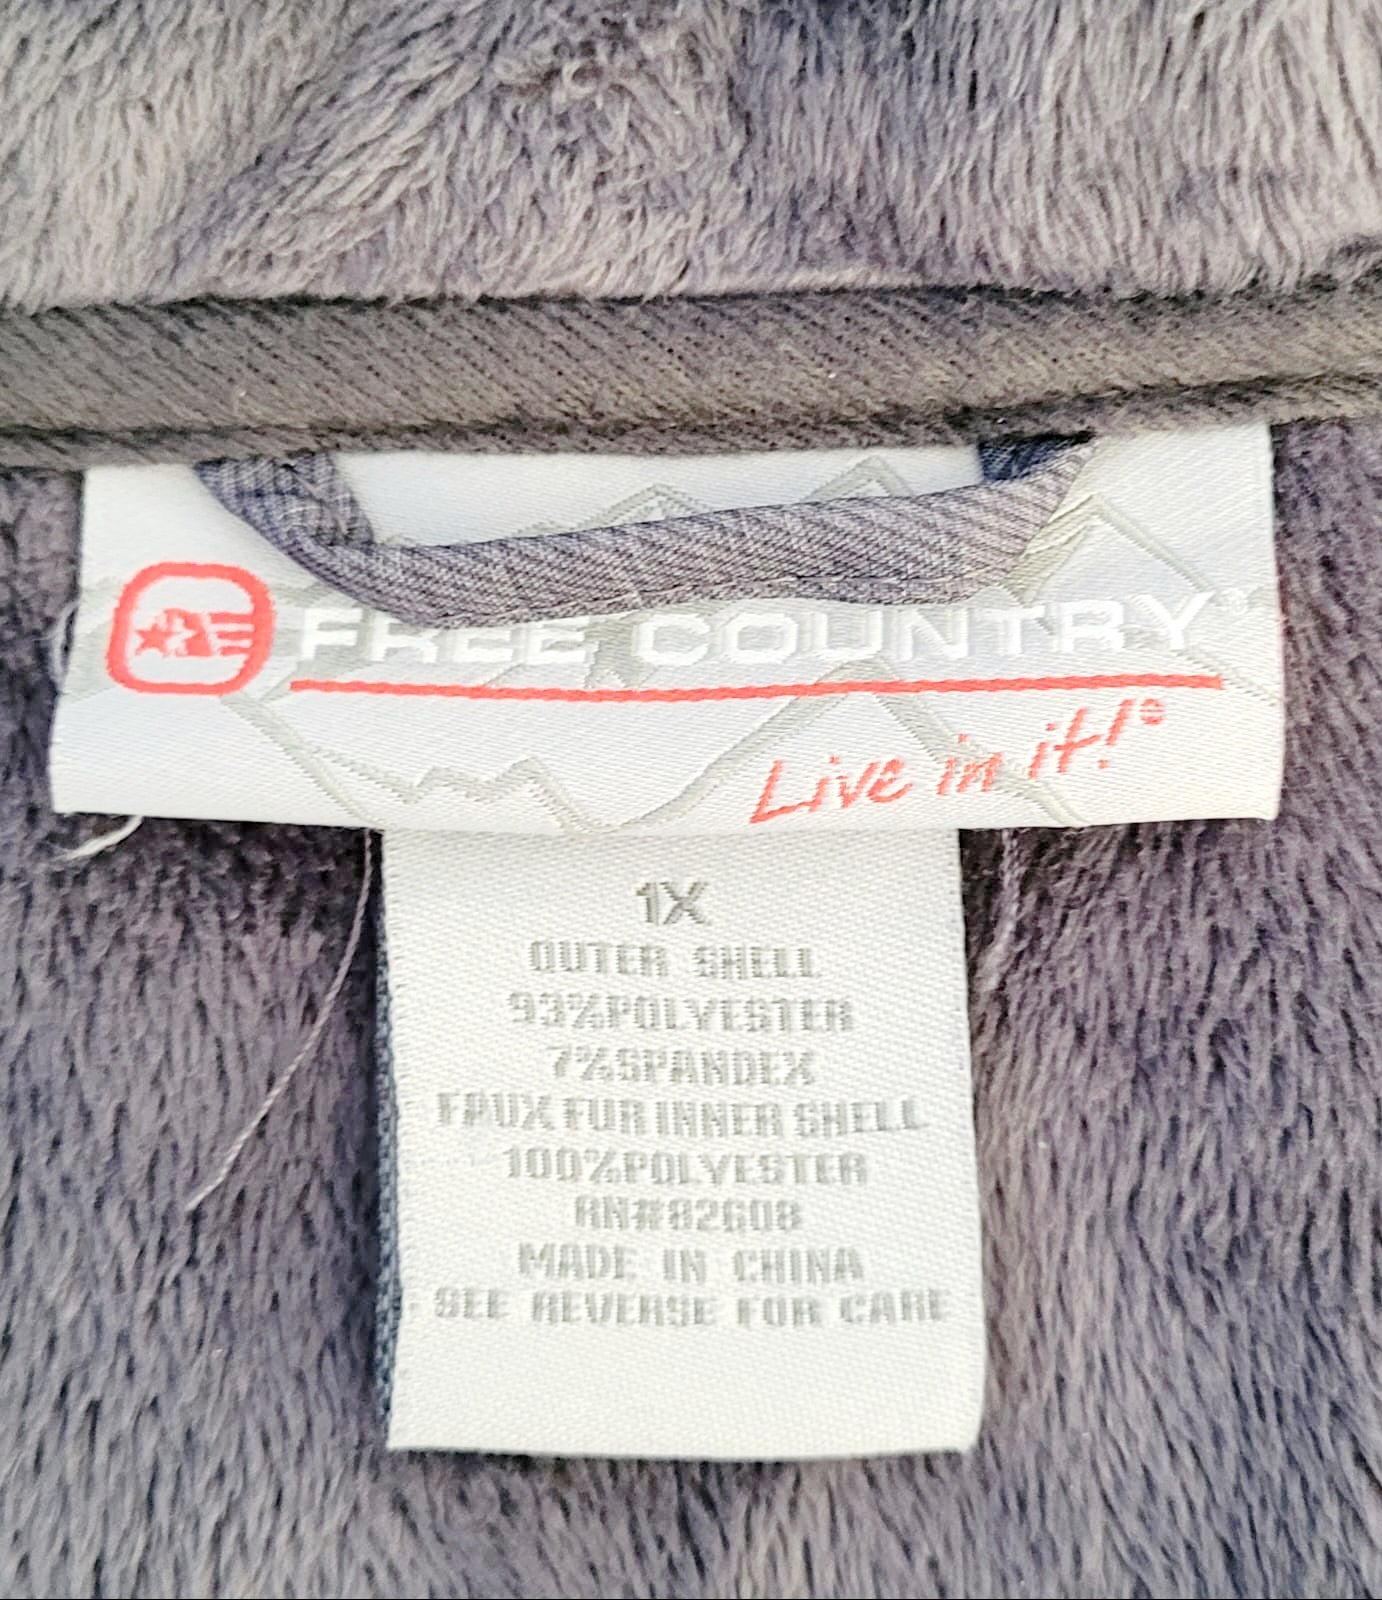 FREE COUNTRY®
Live in it!®
1X
OUTER SHELL
93%POLYESTER
7%SPANDEX
FPUX FUR INNER SHELL
100%POLYESTER
RN#82608
MADE IN CHINA
SEE REVERSE FOR CARE